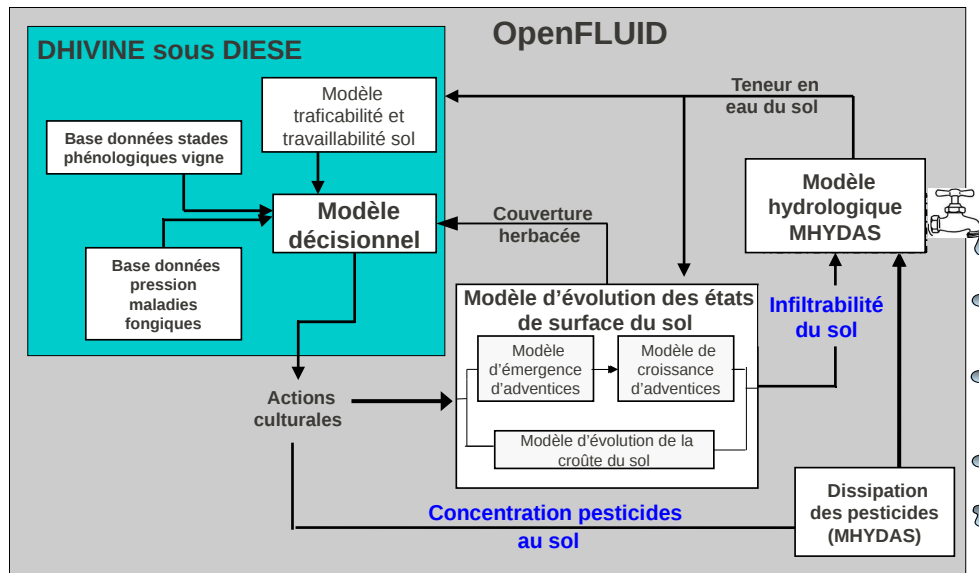 OpenFLUID
DHIVINE sous DIESE
Modèle
traficabilité et
travaillabilité sol
Teneur en
eau du sol
Base données stades
phénologiques vigne
Modèle
décisionnel
Couverture
herbacée
Modèle
hydrologique
MHYDAS
Base données
pression
maladies
fongiques
Modèle d’évolution des états
de surface du sol
Infiltrabilité
du sol
Modèle
d’émergence
d’adventices
Modèle de
croissance
d’adventices
Actions
culturales
Modèle d’évolution de la
croûte du sol
Concentration pesticides
au sol
Dissipation
des pesticides
(MHYDAS)